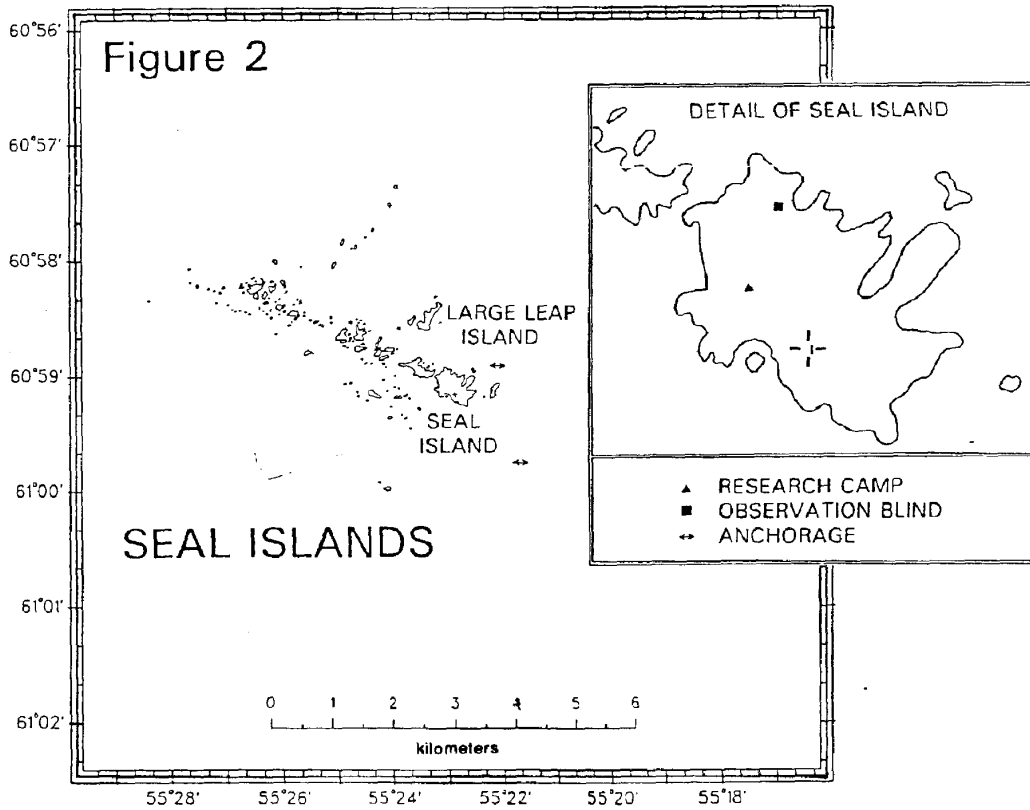 Figure 2
60°56'
60°57'
60°58'
60°59'
61°00'
61°01'
61°02'
LARGE LEAP
ISLAND
SEAL
ISLAND
SEAL ISLANDS
0 1 2 3 4 5 6
kilometers
55°28' 55°26' 55°24' 55°22' 55°20' 55°18'
DETAIL OF SEAL ISLAND
RESEARCH CAMP
OBSERVATION BLIND
ANCHORAGE